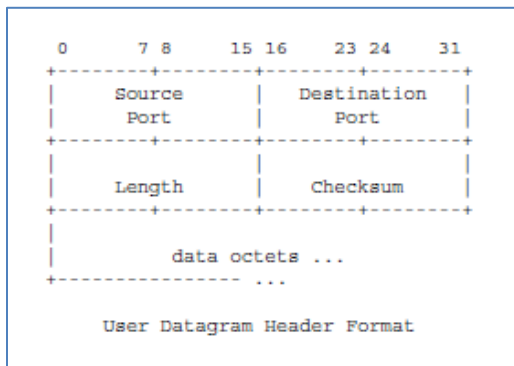 0 7 8 15 16 23 24 31
+--------+--------+--------+--------+
| Source | Destination |
| Port | Port |
+--------+--------+--------+--------+
| | |
| Length | Checksum |
+--------+--------+--------+--------+
|
| data octets ...
+---------------- ...
User Datagram Header Format